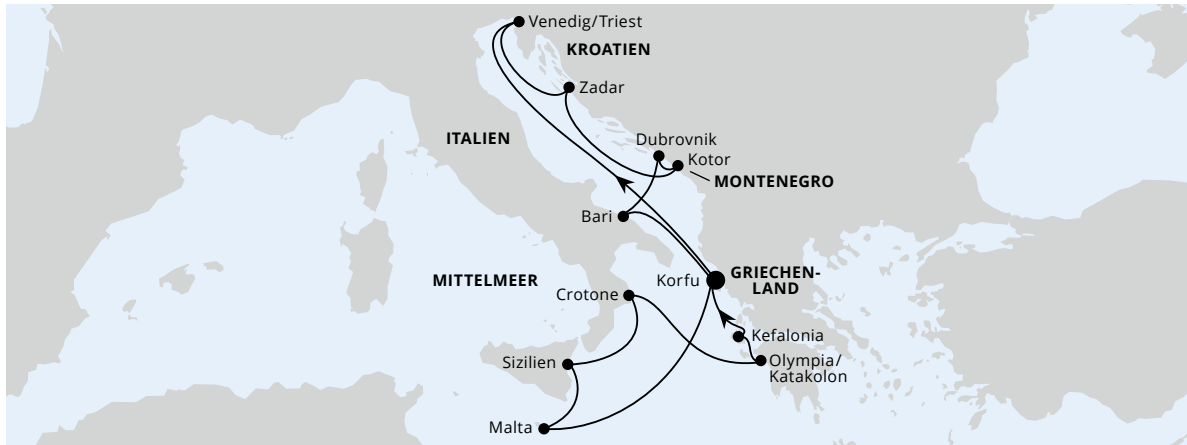 Venedig/Triest
KROATIEN
Zadar
ITALIEN
Dubrovnik
Kotor
MONTENEGRO
Bari
MITTELMEER
Korfu
GRIECHEN-
LAND
Crotone
Kefalonia
Sizilien
Olympia/
Katakolon
Malta